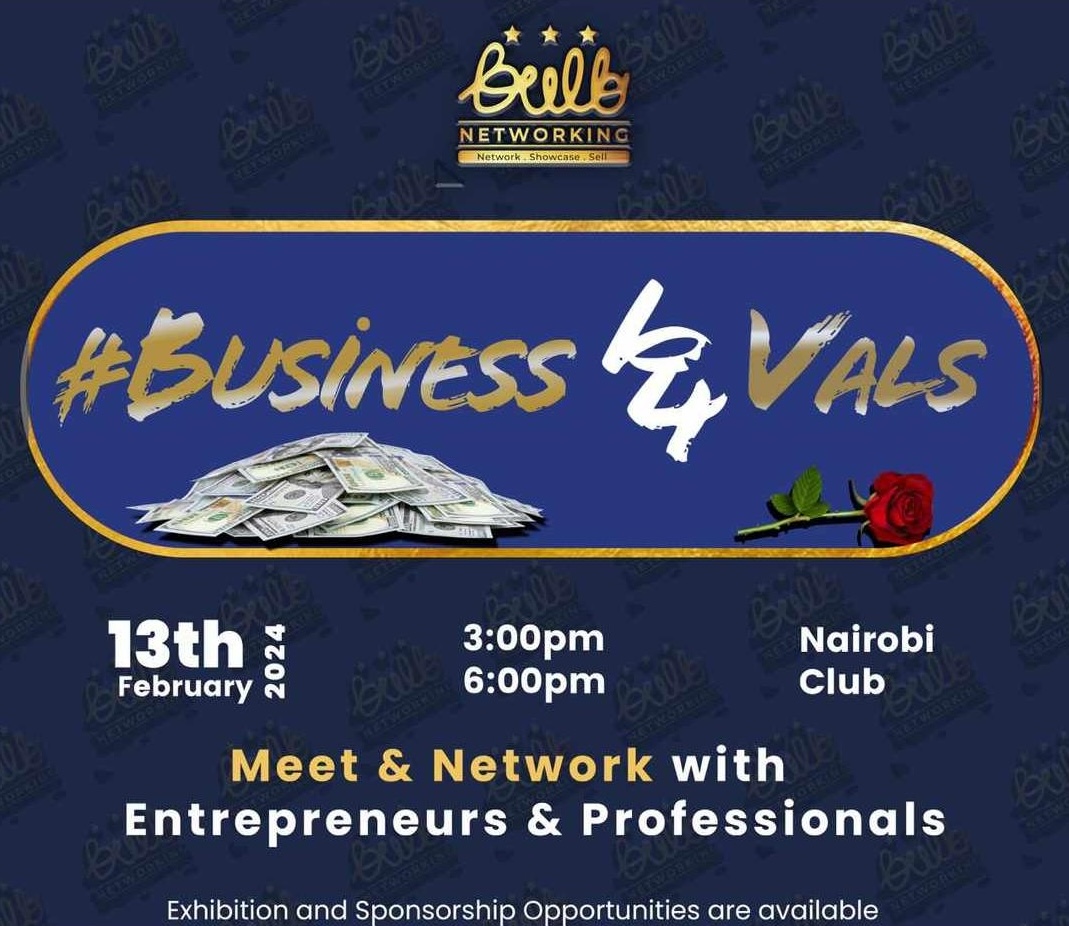 Bulb
NETWORKING
Network . Showcase . Sell
#BUSINESS & VALS
13th
February
2024
3:00pm
6:00pm
Nairobi
Club
Meet & Network with
Entrepreneurs & Professionals
Exhibition and Sponsorship Opportunities are available